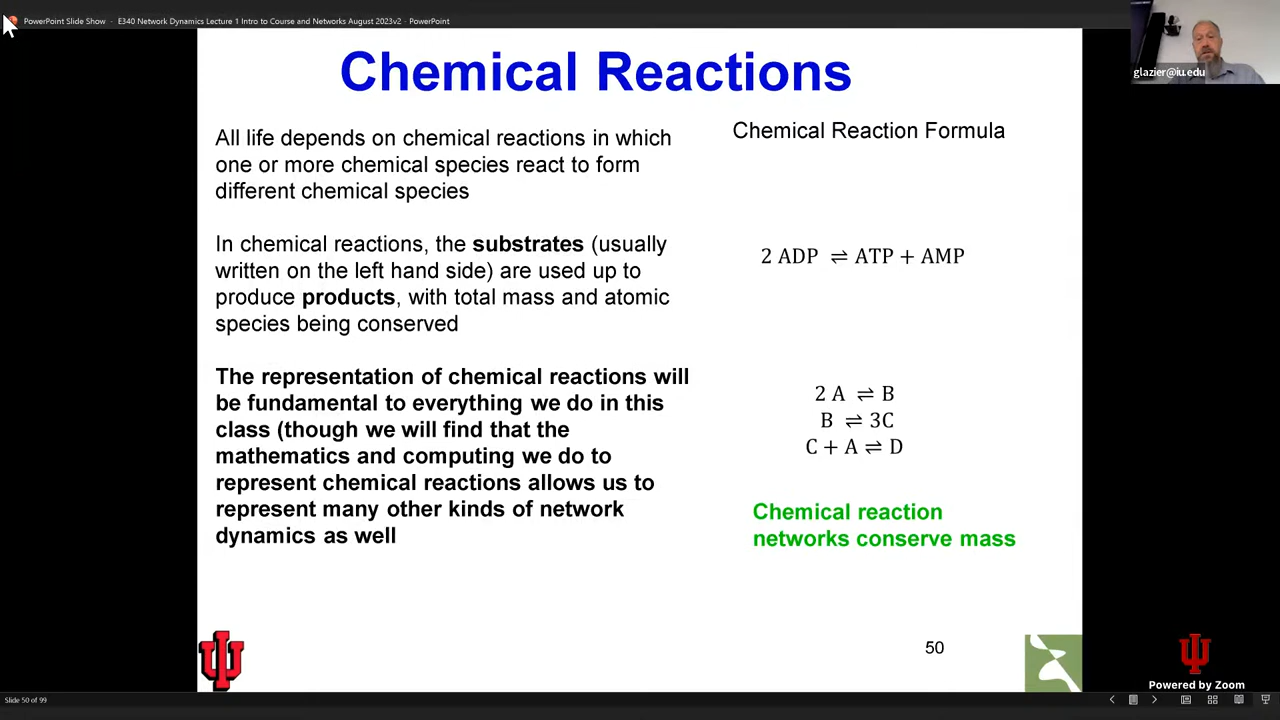 PowerPoint Slide Show - E340 Network Dynamics Lecture 1 Intro to Course and Networks August 2023v2 - PowerPoint
glazier@iu.edu
Chemical Reactions
All life depends on chemical reactions in which
one or more chemical species react to form
different chemical species
In chemical reactions, the substrates (usually
written on the left hand side) are used up to
produce products, with total mass and atomic
species being conserved
The representation of chemical reactions will
be fundamental to everything we do in this
class (though we will find that the
mathematics and computing we do to
represent chemical reactions allows us to
represent many other kinds of network
dynamics as well
Chemical Reaction Formula
2 ADP ⇌ ATP + AMP
2 A ⇌ B
B ⇌ 3C
C + A ⇌ D
Chemical reaction
networks conserve mass
50
Powered by Zoom
Slide 50 of 99